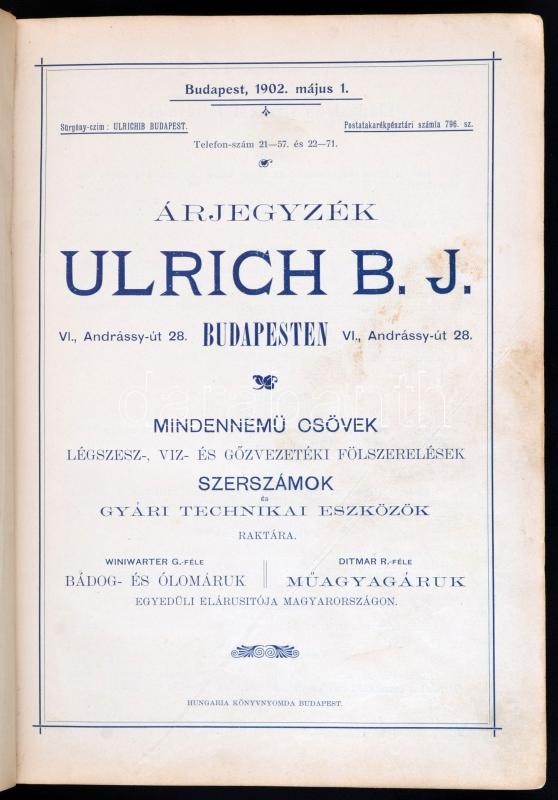 Budapest, 1902. május 1.
Sürgöny-czim: ULRICHIB BUDAPEST. Postatakarékpénztári számla 796. sz.
Telefon-szám 21—57. és 22—71.
ÁRJEGYZÉK
ULRICH B. J.
VI., Andrássy-út 28. BUDAPESTEN VI., Andrássy-út 28.
darabanth
MINDENNEMŰ CSÖVEK
LÉGSZESZ-, VIZ- ÉS GŐZVEZETÉKI FÖLSZERELÉSEK
SZERSZÁMOK
és
GYÁRI TECHNIKAI ESZKÖZÖK
RAKTÁRA.
WINIWARTER G.-FÉLE DITMAR R.-FÉLE
BÁDOG- ÉS ÓLOMÁRUK MŰAGYAGÁRUK
EGYEDÜLI ELÁRUSITÓJA MAGYARORSZÁGON.
HUNGARIA KÖNYVNYOMDA BUDAPEST.